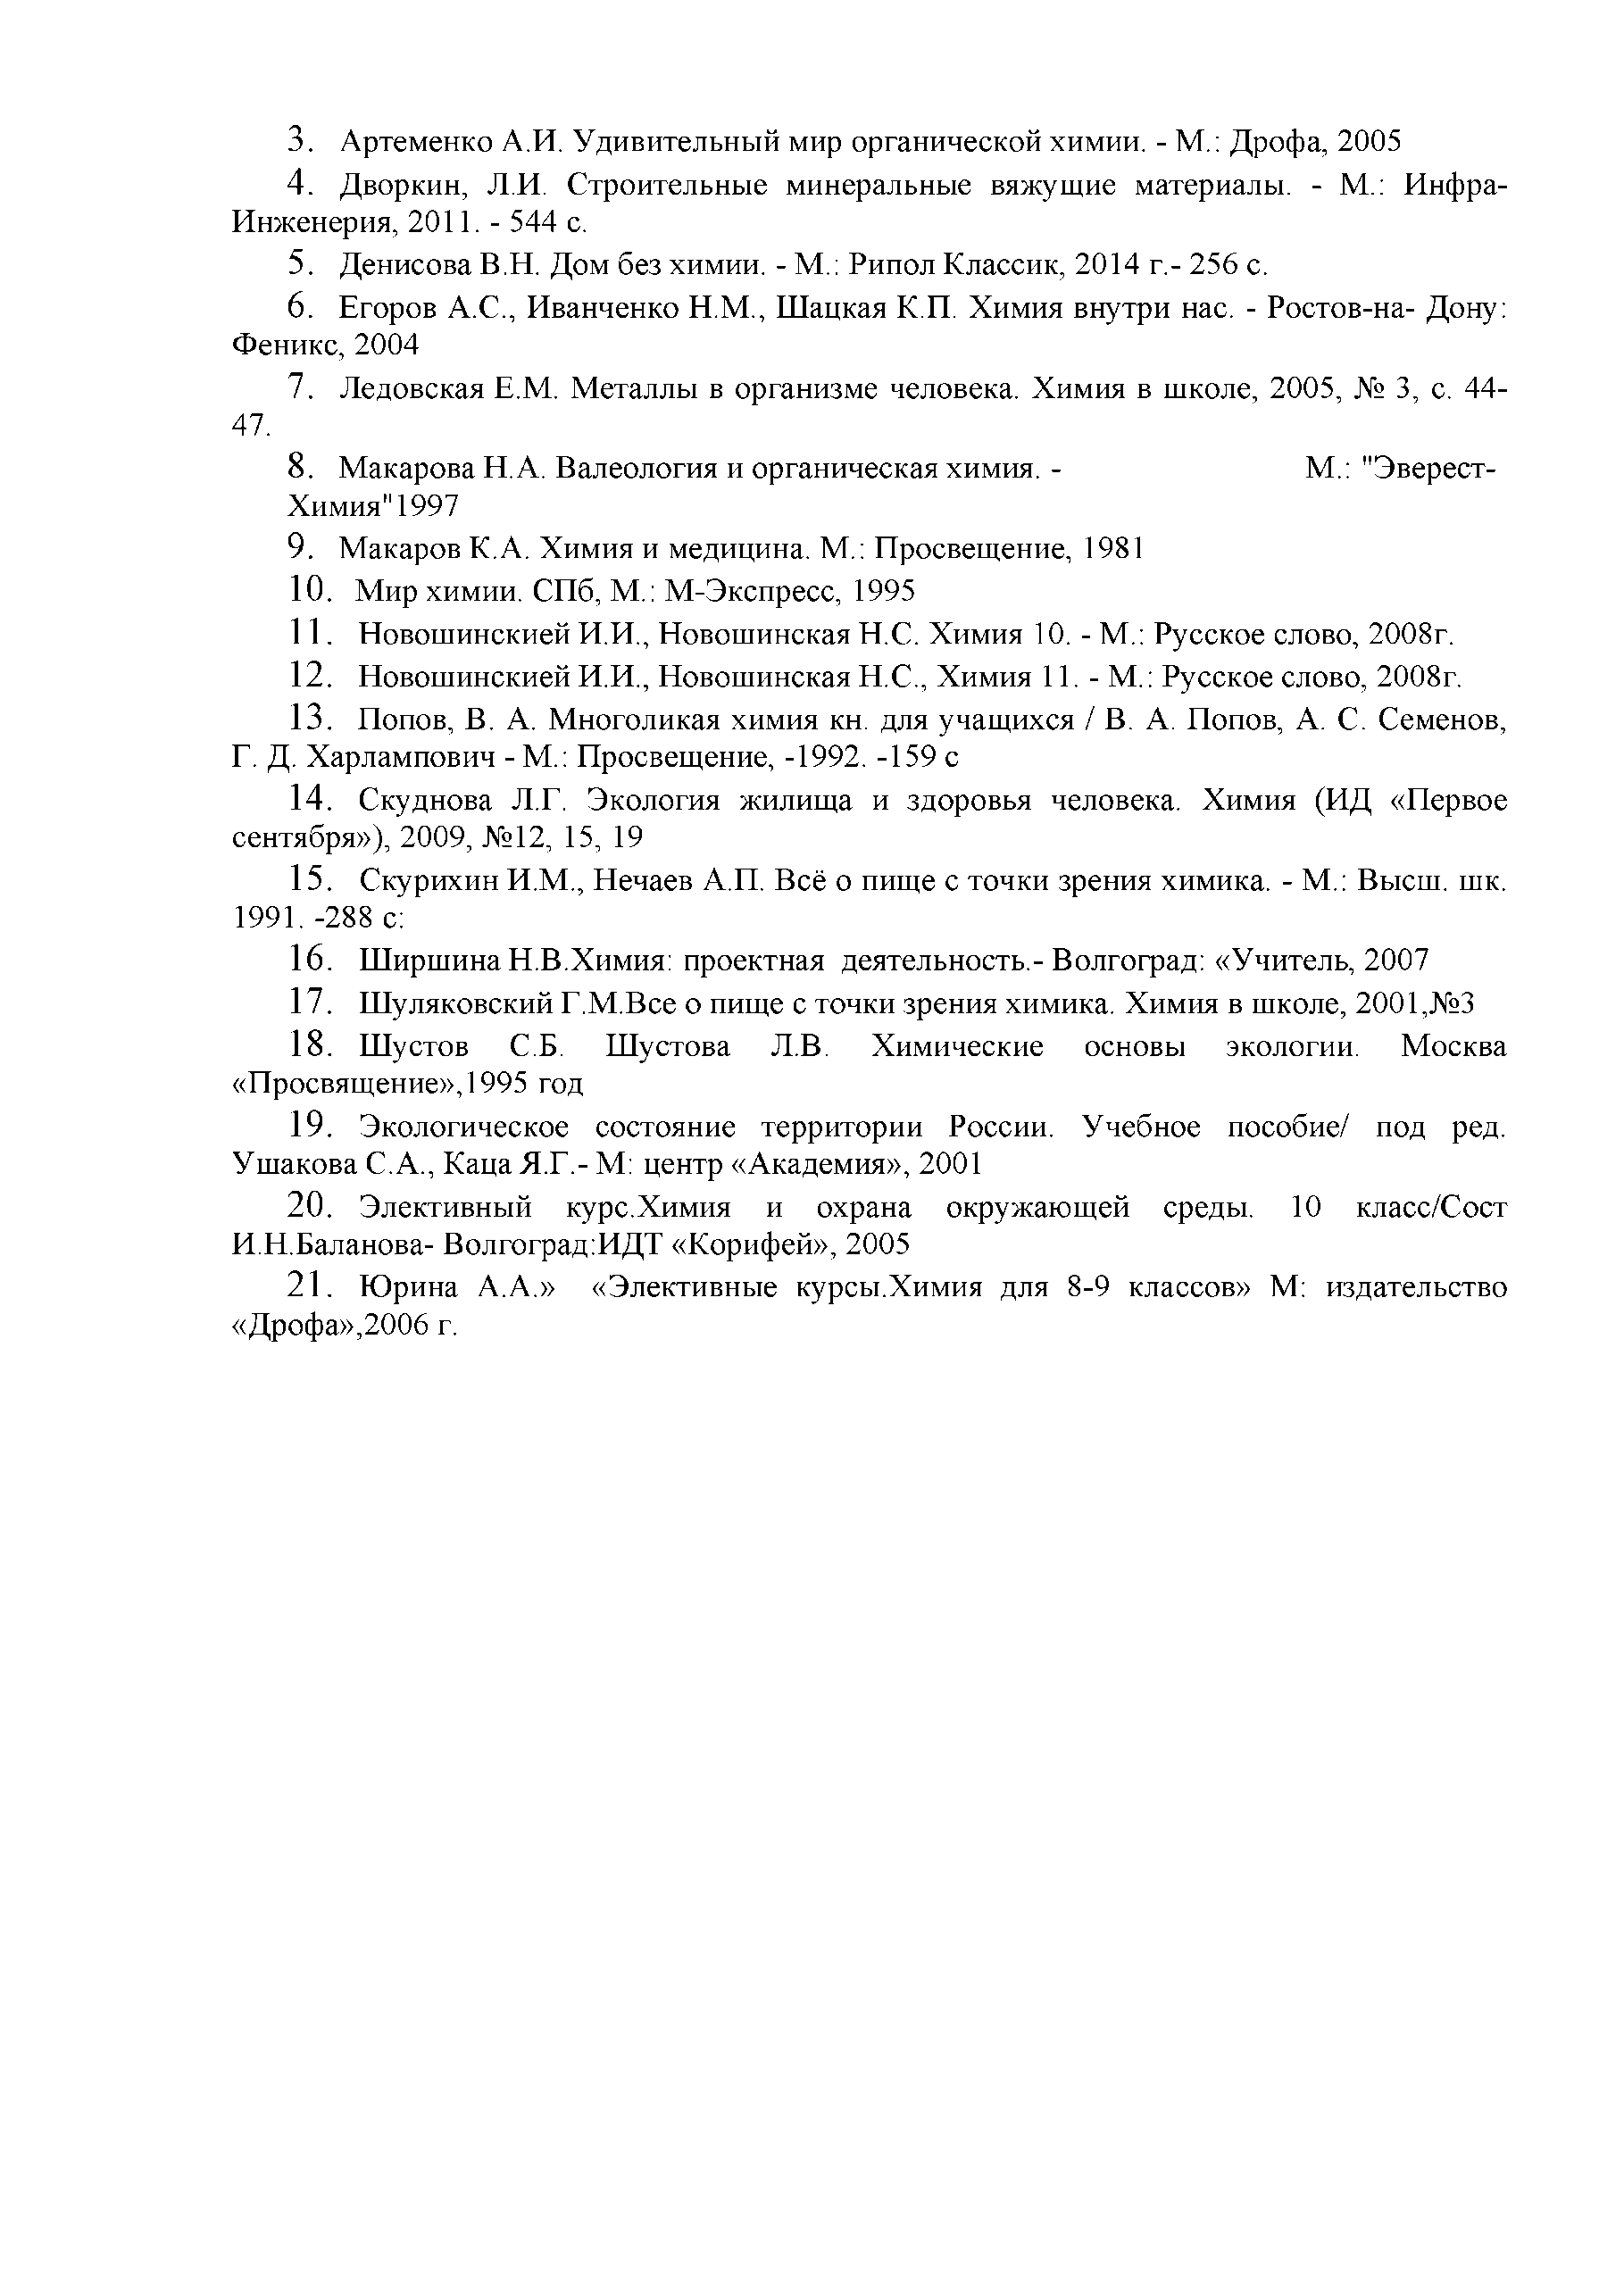 3. Артеменко А.И. Удивительный мир органической химии. - М.: Дрофа, 2005
4. Дворкин, Л.И. Строительные минеральные вяжущие материалы. - М.: Инфра-
Инженерия, 2011. - 544 с.
5. Денисова В.Н. Дом без химии. - М.: Рипол Классик, 2014 г.- 256 с.
6. Егоров А.С., Иванченко Н.М., Шацкая К.П. Химия внутри нас. - Ростов-на- Дону:
Феникс, 2004
7. Ледовская Е.М. Металлы в организме человека. Химия в школе, 2005, № 3, с. 44-
47.
8. Макарова Н.А. Валеология и органическая химия. - М.: "Эверест-
Химия"1997
9. Макаров К.А. Химия и медицина. М.: Просвещение, 1981
10. Мир химии. СПб, М.: М-Экспресс, 1995
11. Новошинскией И.И., Новошинская Н.С. Химия 10. - М.: Русское слово, 2008г.
12. Новошинскией И.И., Новошинская Н.С., Химия 11. - М.: Русское слово, 2008г.
13. Попов, В. А. Многоликая химия кн. для учащихся / В. А. Попов, А. С. Семенов,
Г. Д. Харлампович - М.: Просвещение, -1992. -159 с
14. Скуднова Л.Г. Экология жилища и здоровья человека. Химия (ИД «Первое
сентября»), 2009, №12, 15, 19
15. Скурихин И.М., Нечаев А.П. Всё о пище с точки зрения химика. - М.: Высш. шк.
1991. -288 с:
16. Ширшина Н.В.Химия: проектная деятельность.- Волгоград: «Учитель, 2007
17. Шуляковский Г.М.Все о пище с точки зрения химика. Химия в школе, 2001,№3
18. Шустов С.Б. Шустова Л.В. Химические основы экологии. Москва
«Просвящение»,1995 год
19. Экологическое состояние территории России. Учебное пособие/ под ред.
Ушакова С.А., Каца Я.Г.- М: центр «Академия», 2001
20. Элективный курс.Химия и охрана окружающей среды. 10 класс/Сост
И.Н.Баланова- Волгоград:ИДТ «Корифей», 2005
21. Юрина А.А.» «Элективные курсы.Химия для 8-9 классов» М: издательство
«Дрофа»,2006 г.